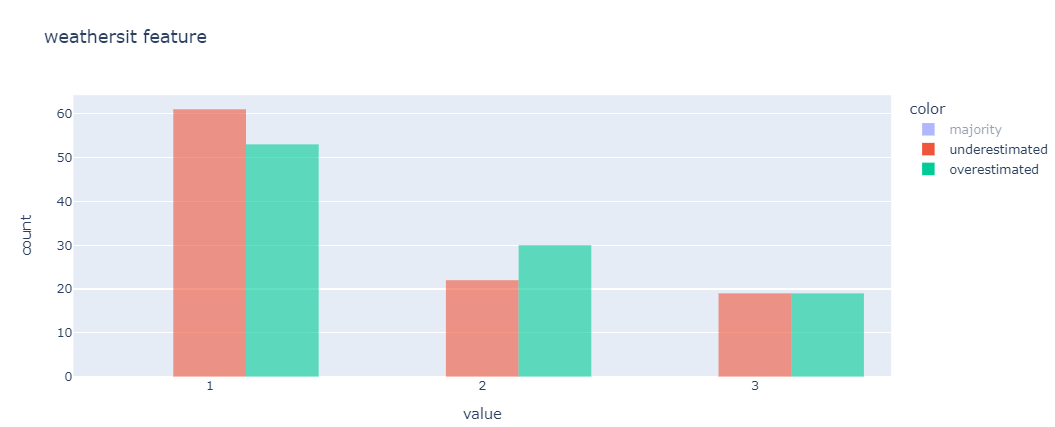 weathersit feature
color
majority
underestimated
overestimated
60
50
40
30
20
10
0
count
1 2 3
value